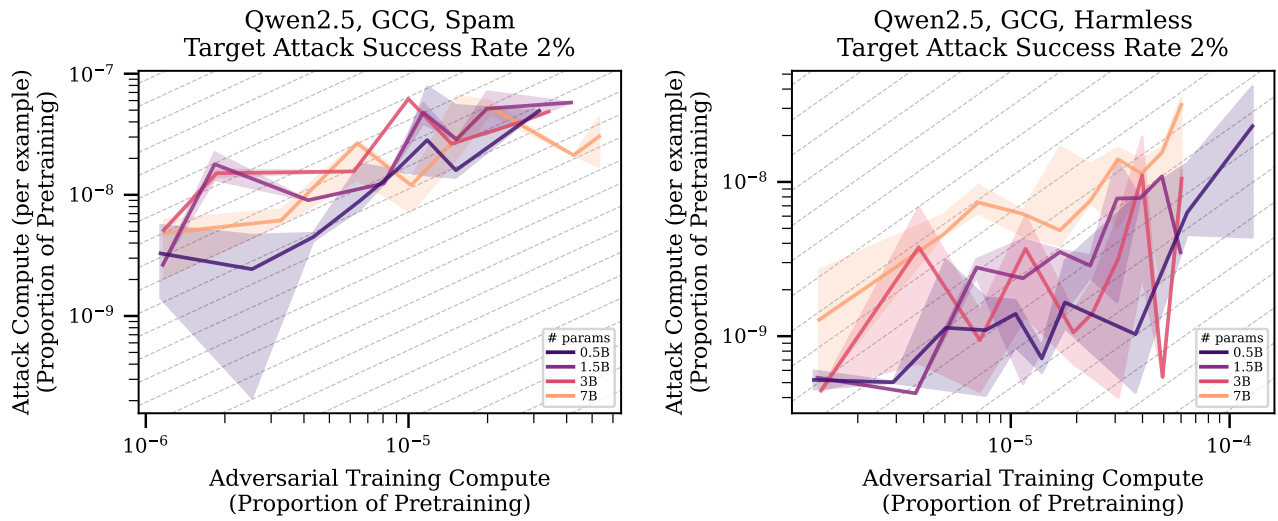 Qwen2.5, GCG, Spam
Target Attack Success Rate 2%
Attack Compute (per example)
(Proportion of Pretraining)
10⁻⁷
10⁻⁸
10⁻⁹
# params
0.5B
1.5B
3B
7B
10⁻⁶
10⁻⁵
Adversarial Training Compute
(Proportion of Pretraining)
Qwen2.5, GCG, Harmless
Target Attack Success Rate 2%
Attack Compute (per example)
(Proportion of Pretraining)
10⁻⁸
10⁻⁹
# params
0.5B
1.5B
3B
7B
10⁻⁵
10⁻⁴
Adversarial Training Compute
(Proportion of Pretraining)